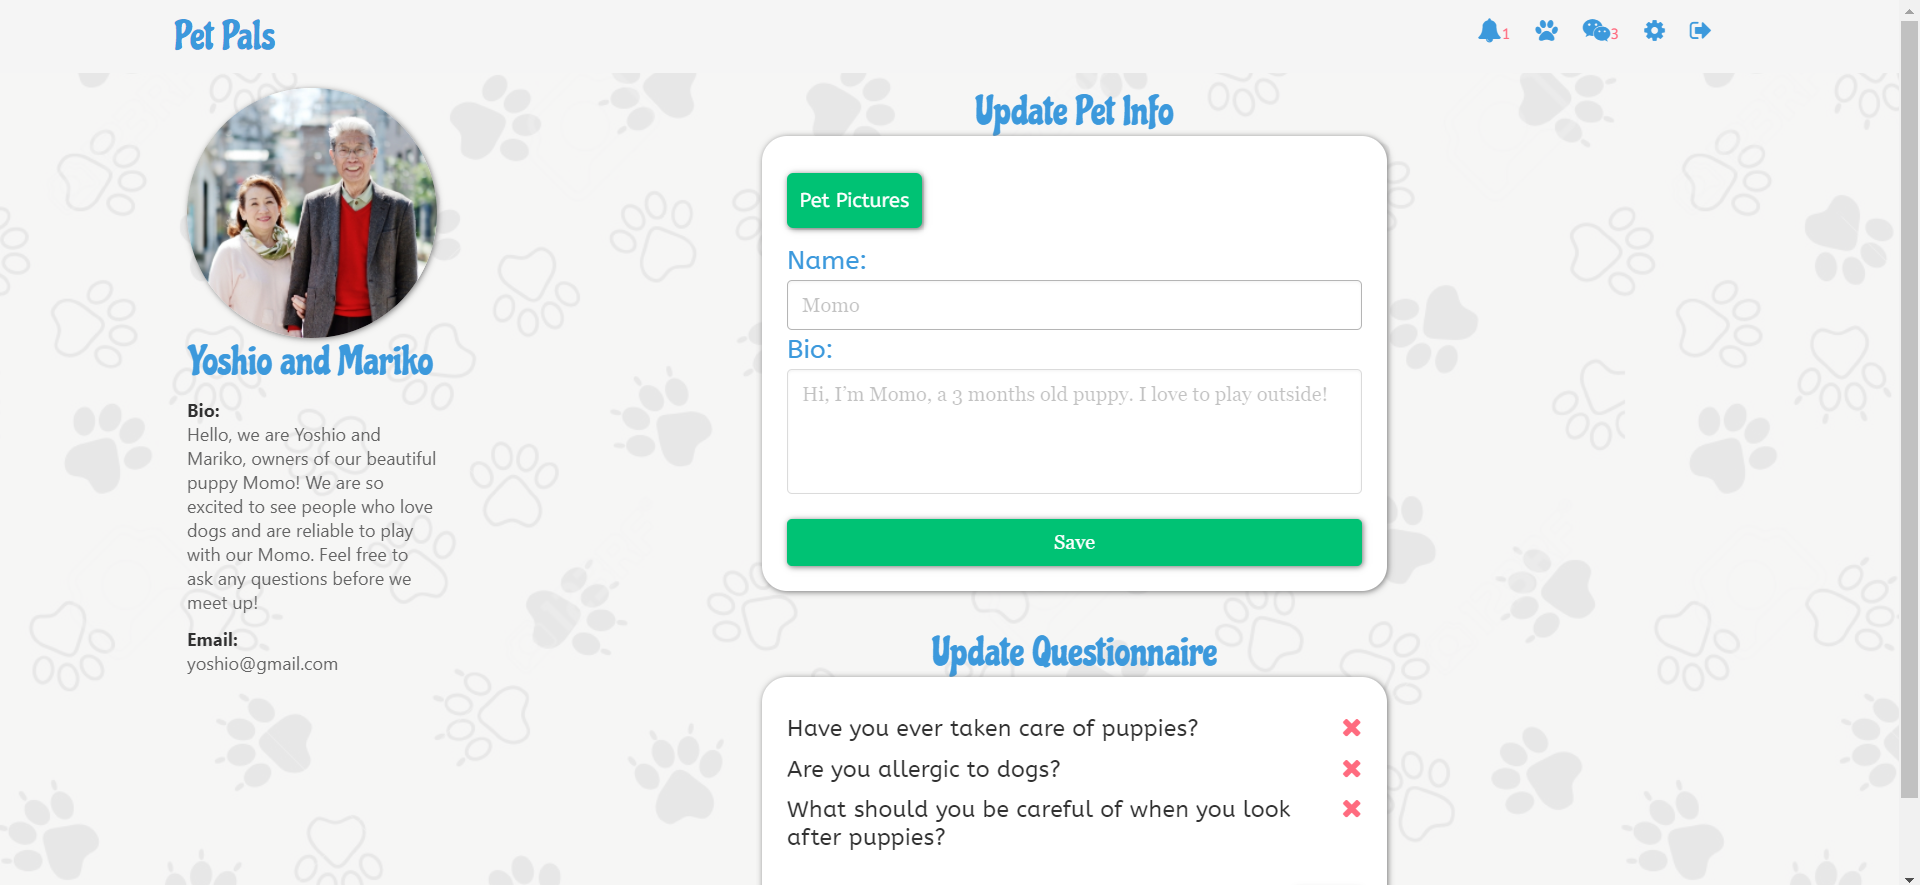 Pet Pals
1
3
Yoshio and Mariko
Bio:
Hello, we are Yoshio and
Mariko, owners of our beautiful
puppy Momo! We are so
excited to see people who love
dogs and are reliable to play
with our Momo. Feel free to
ask any questions before we
meet up!
Email:
yoshio@gmail.com
Update Pet Info
Pet Pictures
Name:
Momo
Bio:
Hi, I’m Momo, a 3 months old puppy. I love to play outside!
Save
Update Questionnaire
Have you ever taken care of puppies?
Are you allergic to dogs?
What should you be careful of when you look
after puppies?